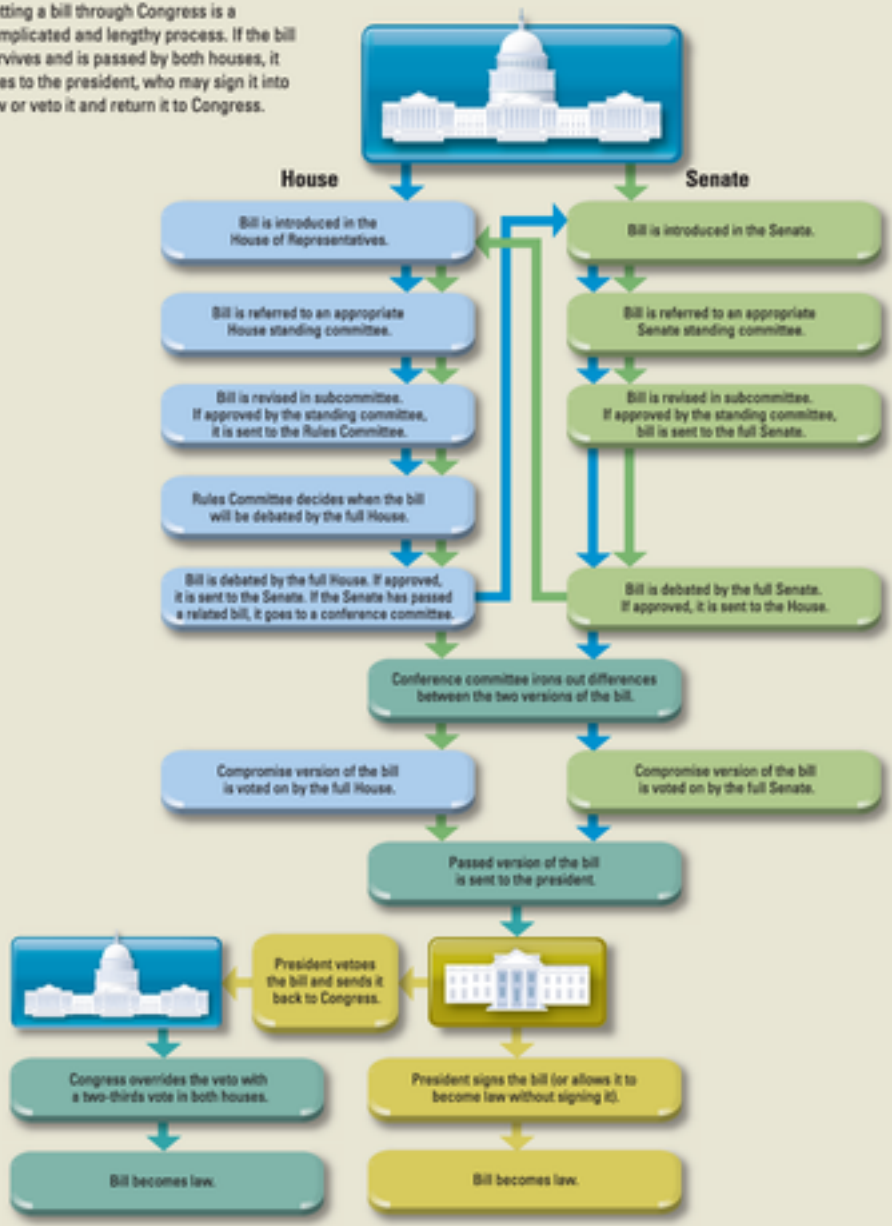 tting a bill through Congress is a
mplicated and lengthy process. If the bill
rvives and is passed by both houses, it
es to the president, who may sign it into
w or veto it and return it to Congress.
House
Senate
Bill is introduced in the
House of Representatives.
Bill is introduced in the Senate.
Bill is referred to an appropriate
House standing committee.
Bill is referred to an appropriate
Senate standing committee.
Bill is revised in subcommittee.
If approved by the standing committee,
it is sent to the Rules Committee.
Bill is revised in subcommittee.
If approved by the standing committee,
bill is sent to the full Senate.
Rules Committee decides when the bill
will be debated by the full House.
Bill is debated by the full House. If approved,
it is sent to the Senate. If the Senate has passed
a related bill, it goes to a conference committee.
Bill is debated by the full Senate.
If approved, it is sent to the House.
Conference committee irons out differences
between the two versions of the bill.
Compromise version of the bill
is voted on by the full House.
Compromise version of the bill
is voted on by the full Senate.
Passed version of the bill
is sent to the president.
President vetoes
the bill and sends it
back to Congress.
Congress overrides the veto with
a two-thirds vote in both houses.
President signs the bill (or allows it to
become law without signing it).
Bill becomes law.
Bill becomes law.